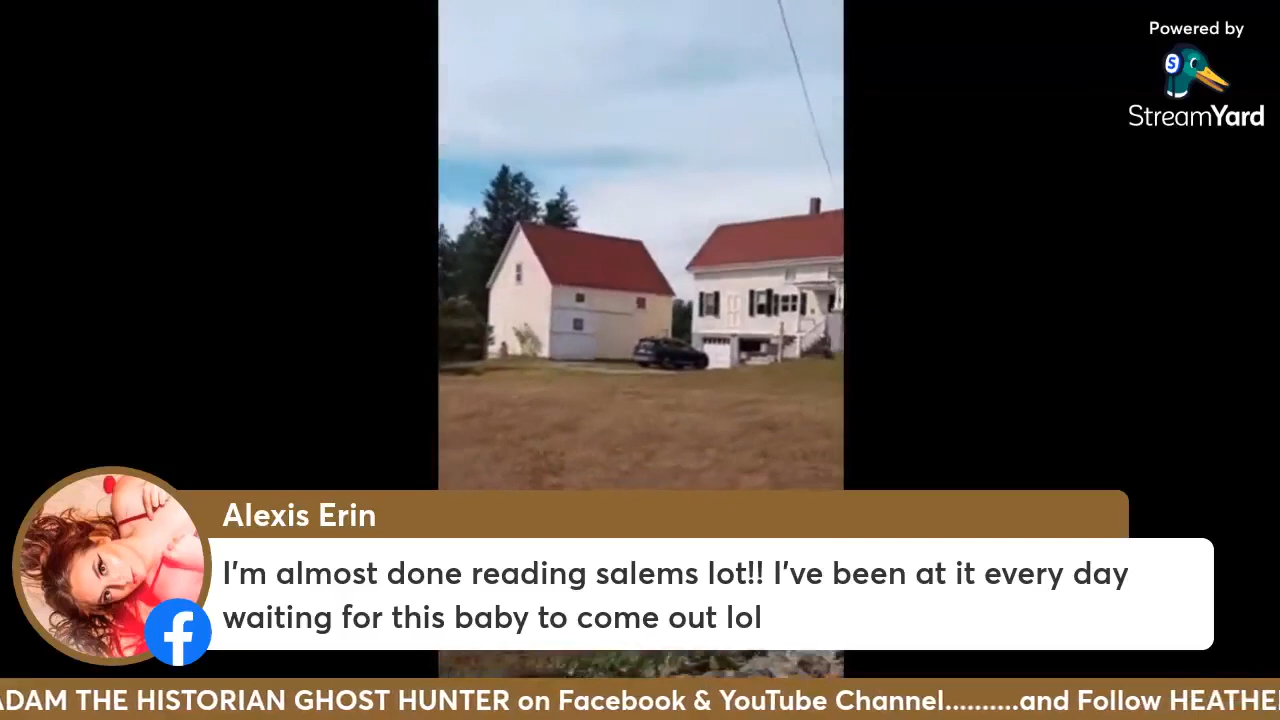 Powered by
S
StreamYard
Alexis Erin
I'm almost done reading salems lot!! I've been at it every day
waiting for this baby to come out lol
ADAM THE HISTORIAN GHOST HUNTER on Facebook & YouTube Channel..........and Follow HEATHE